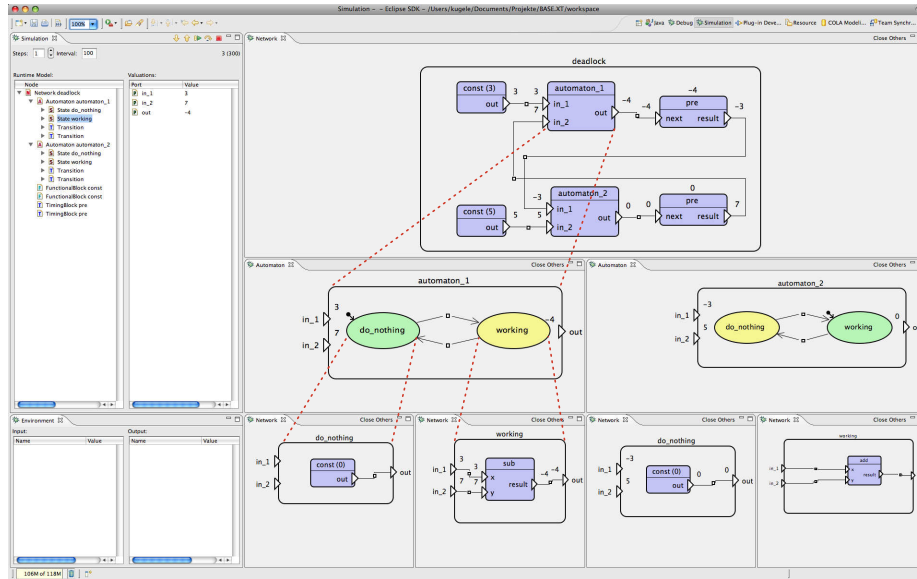 Simulation – – Eclipse SDK – /Users/kugele/Documents/Projekte/BASE.XT/workspace
100%
Java Debug Simulation Plug-in Deve... Resource COLA Modeli... Team Synchr...
Simulation
Steps: 1 Interval: 100 3 (300)
Runtime Model:
Node
Network deadlock
Automaton automaton_1
State do_nothing
State working
Transition
Transition
Automaton automaton_2
State do_nothing
State working
Transition
Transition
FunctionalBlock const
FunctionalBlock const
TimingBlock pre
TimingBlock pre
Valuations:
Port Value
in_1 3
in_2 7
out -4
Network Close Others
deadlock
const (3)
out
3
3
7
automaton_1
in_1
in_2
out
-4
-4
-4
pre
next result
-3
-3
const (5)
out
5
5
automaton_2
in_1
in_2
out
0
0
0
pre
next result
7
Automaton Close Others
automaton_1
3
in_1
7
in_2
do_nothing
working
-4
out
Automaton Close Others
automaton_2
-3
in_1
5
in_2
do_nothing
working
0
Environment
Input:
Name Value
Output:
Name Value
Network Close Others
do_nothing
in_1
in_2
const (0)
out
out
Network Close Others
working
in_1
in_2
3
3
7
7
sub
x
y
result
-4
-4
out
Network Close Others
do_nothing
-3
in_1
5
in_2
const (0)
out
0
0
out
Network Close Others
working
in_1
in_2
add
x
y
result
106M of 118M